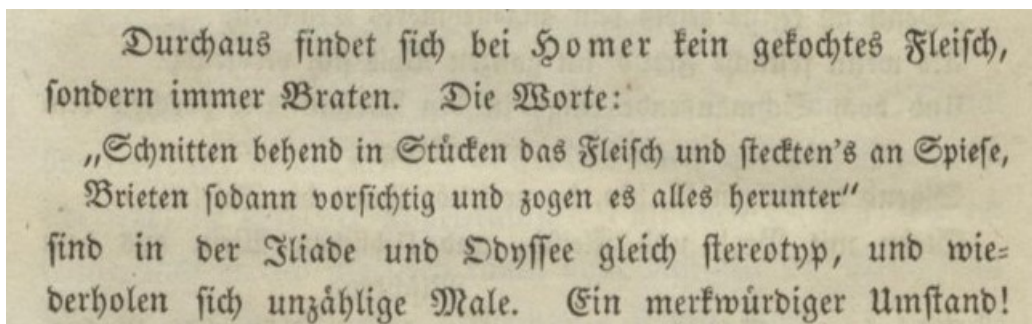 Durchaus findet sich bei Homer kein gekochtes Fleisch,
sondern immer Braten. Die Worte:
„Schnitten behend in Stücken das Fleisch und steckten's an Spieße,
Brieten sodann vorsichtig und zogen es alles herunter“
sind in der Iliade und Odyssee gleich stereotyp, und wie-
derholen sich unzählige Male. Ein merkwürdiger Umstand!